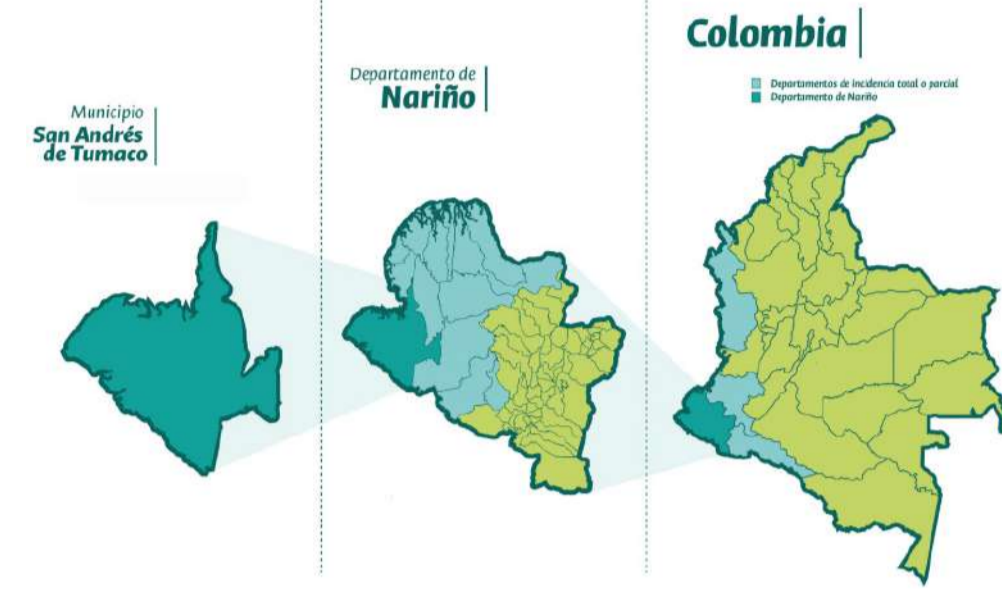 Municipio
San Andrés
de Tumaco
Departamento de
Nariño
Colombia
Departamentos de incidencia total o parcial
Departamento de Nariño